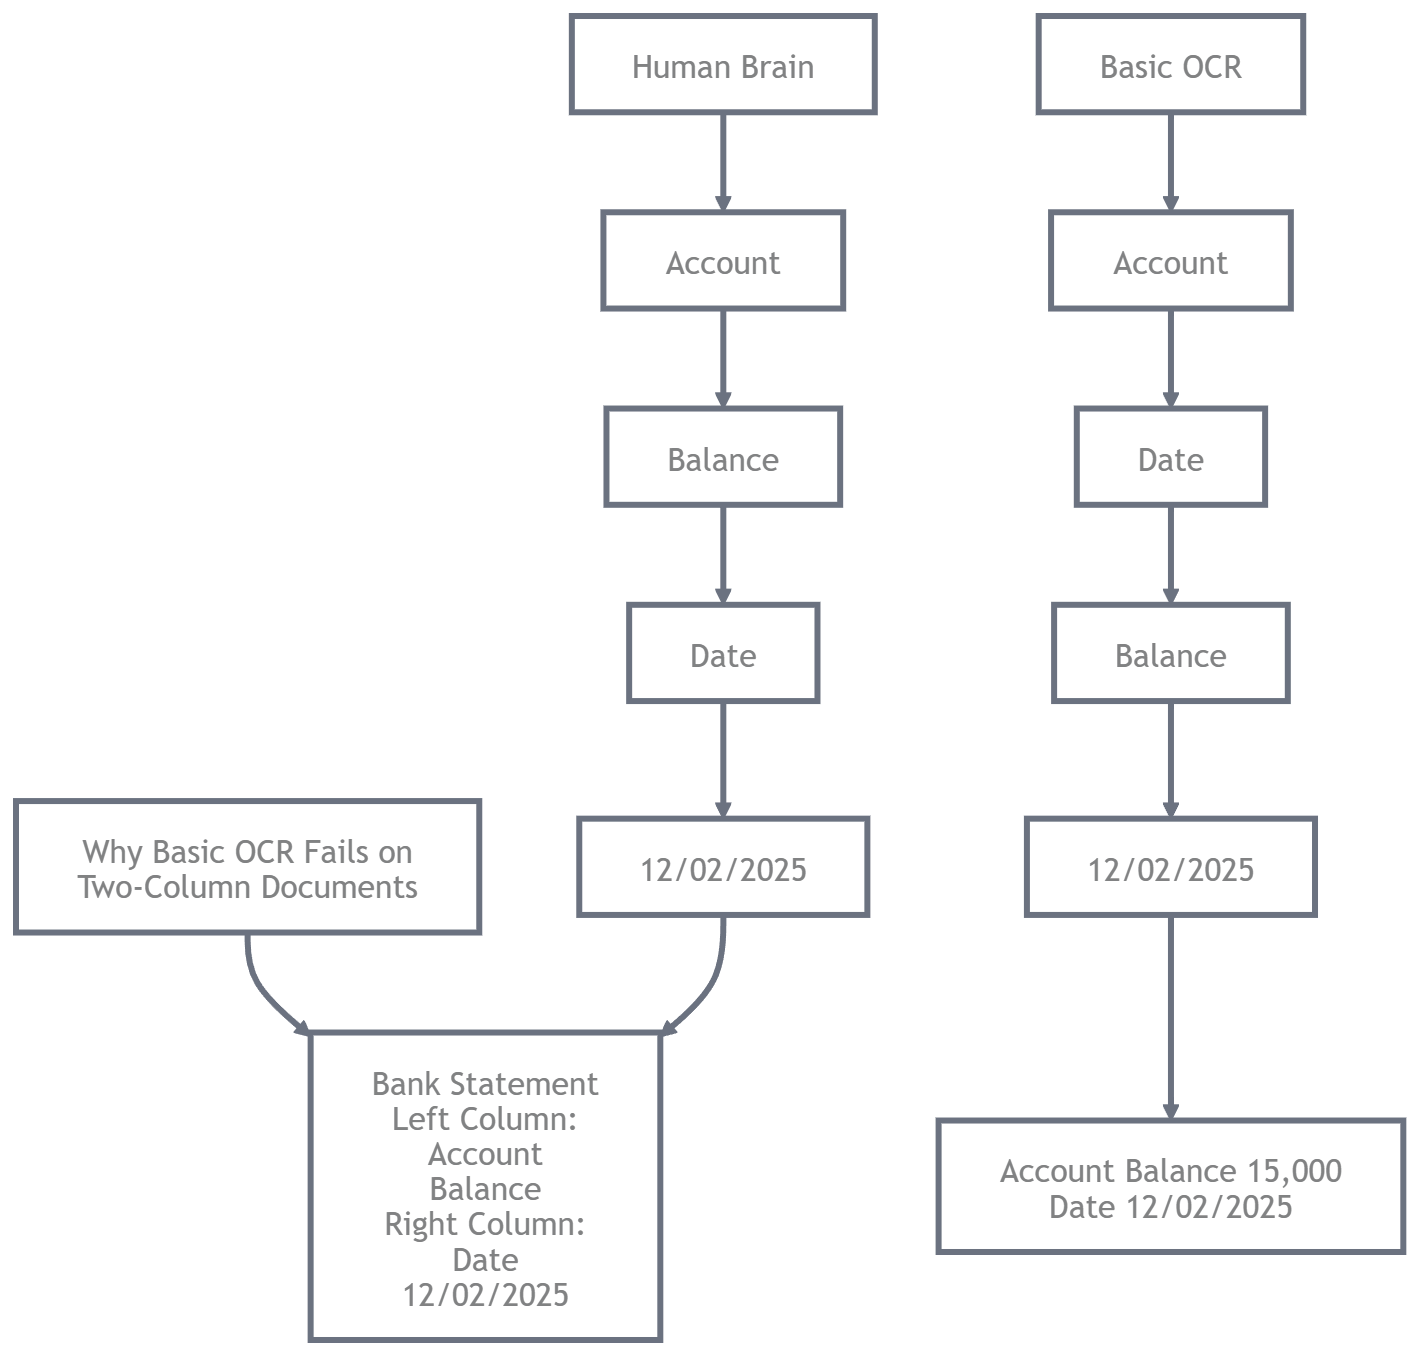 Human Brain
Account
Balance
Date
12/02/2025
Basic OCR
Account
Date
Balance
12/02/2025
Account Balance 15,000
Date 12/02/2025
Why Basic OCR Fails on
Two-Column Documents
Bank Statement
Left Column:
Account
Balance
Right Column:
Date
12/02/2025